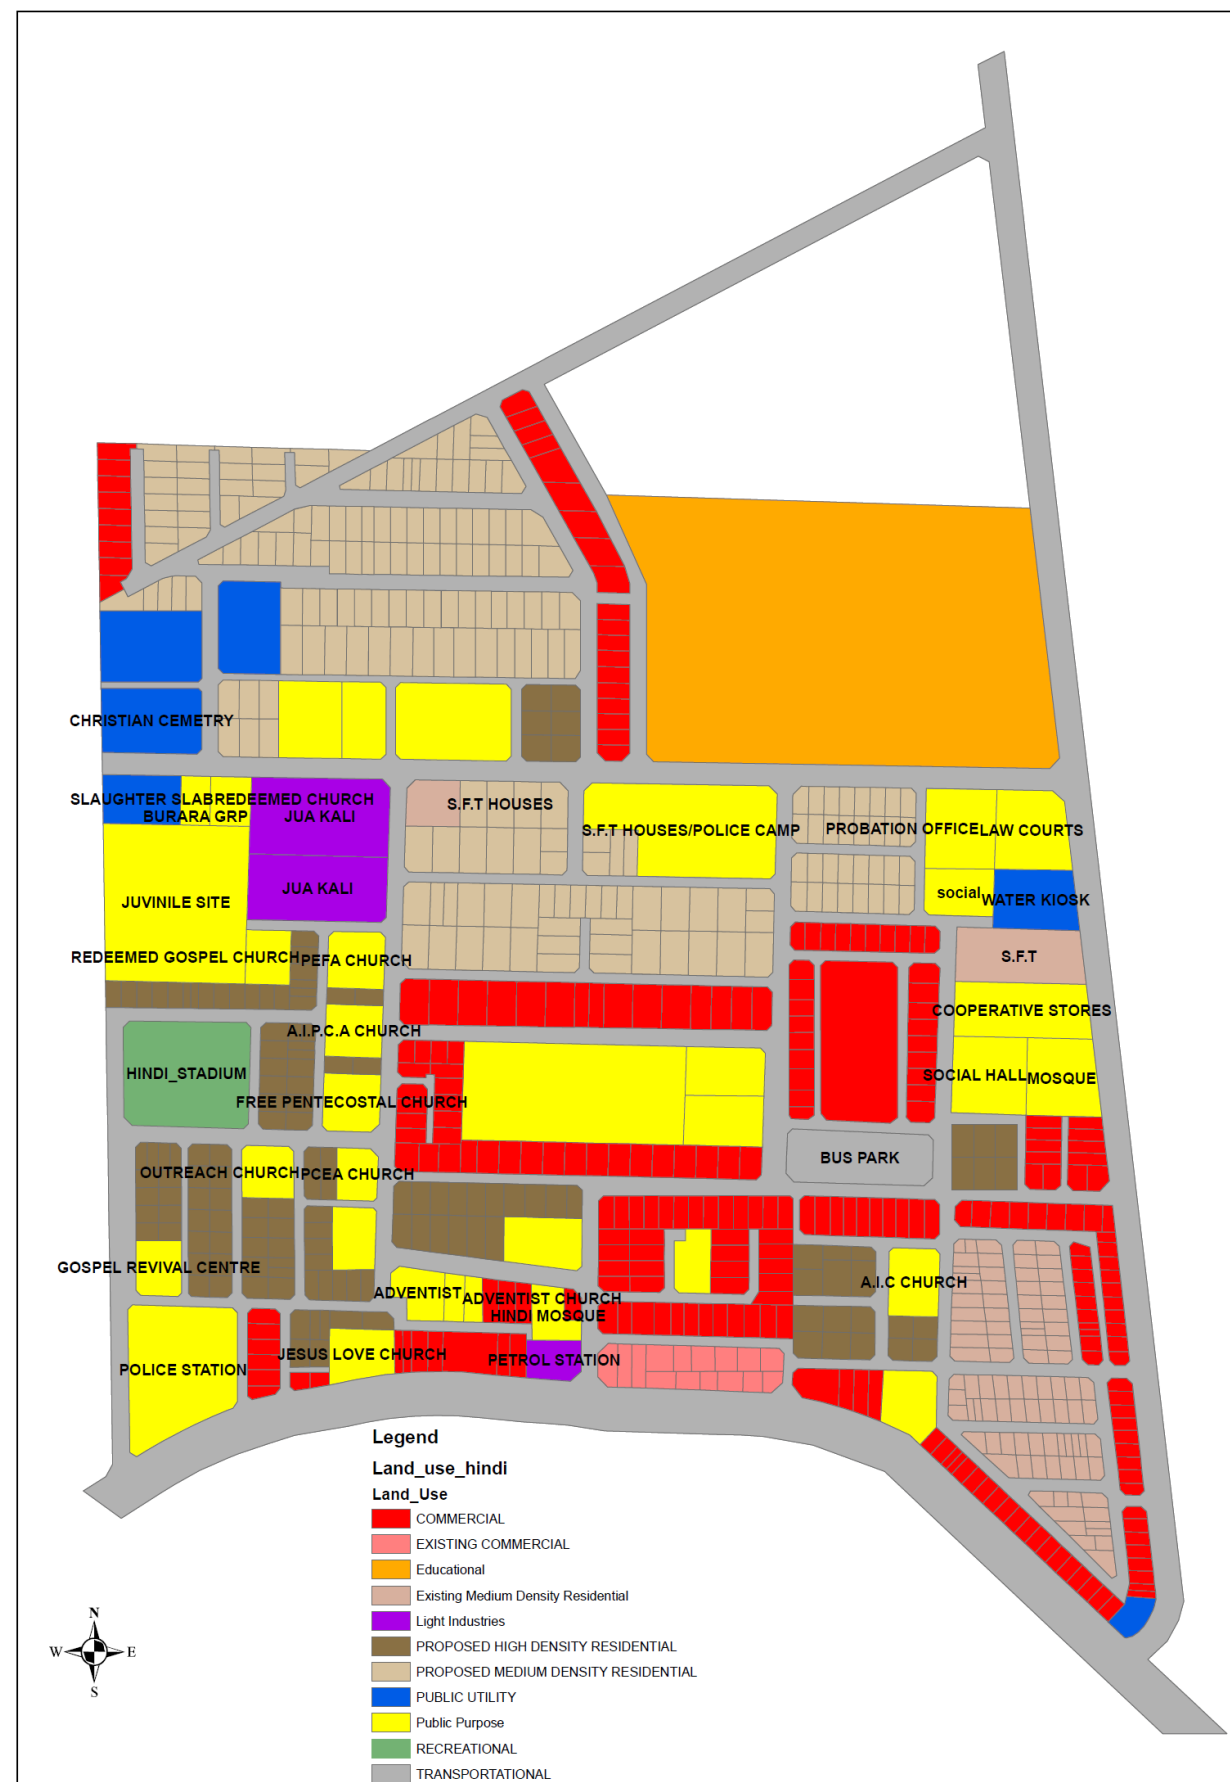 CHRISTIAN CEMETRY
SLAUGHTER SLAB
REDEEMED CHURCH
BURARA GRP
JUA KALI
S.F.T HOUSES
S.F.T HOUSES/POLICE CAMP
PROBATION OFFICE
LAW COURTS
JUA KALI
JUVINILE SITE
social
WATER KIOSK
REDEEMED GOSPEL CHURCH
PEFA CHURCH
S.F.T
COOPERATIVE STORES
A.I.P.C.A CHURCH
HINDI_STADIUM
SOCIAL HALL
MOSQUE
FREE PENTECOSTAL CHURCH
BUS PARK
OUTREACH CHURCH
PCEA CHURCH
GOSPEL REVIVAL CENTRE
A.I.C CHURCH
ADVENTIST
ADVENTIST CHURCH
HINDI MOSQUE
JESUS LOVE CHURCH
PETROL STATION
POLICE STATION
Legend
Land_use_hindi
Land_Use
COMMERCIAL
EXISTING COMMERCIAL
Educational
Existing Medium Density Residential
Light Industries
PROPOSED HIGH DENSITY RESIDENTIAL
PROPOSED MEDIUM DENSITY RESIDENTIAL
PUBLIC UTILITY
Public Purpose
RECREATIONAL
TRANSPORTATIONAL
N
W E
S